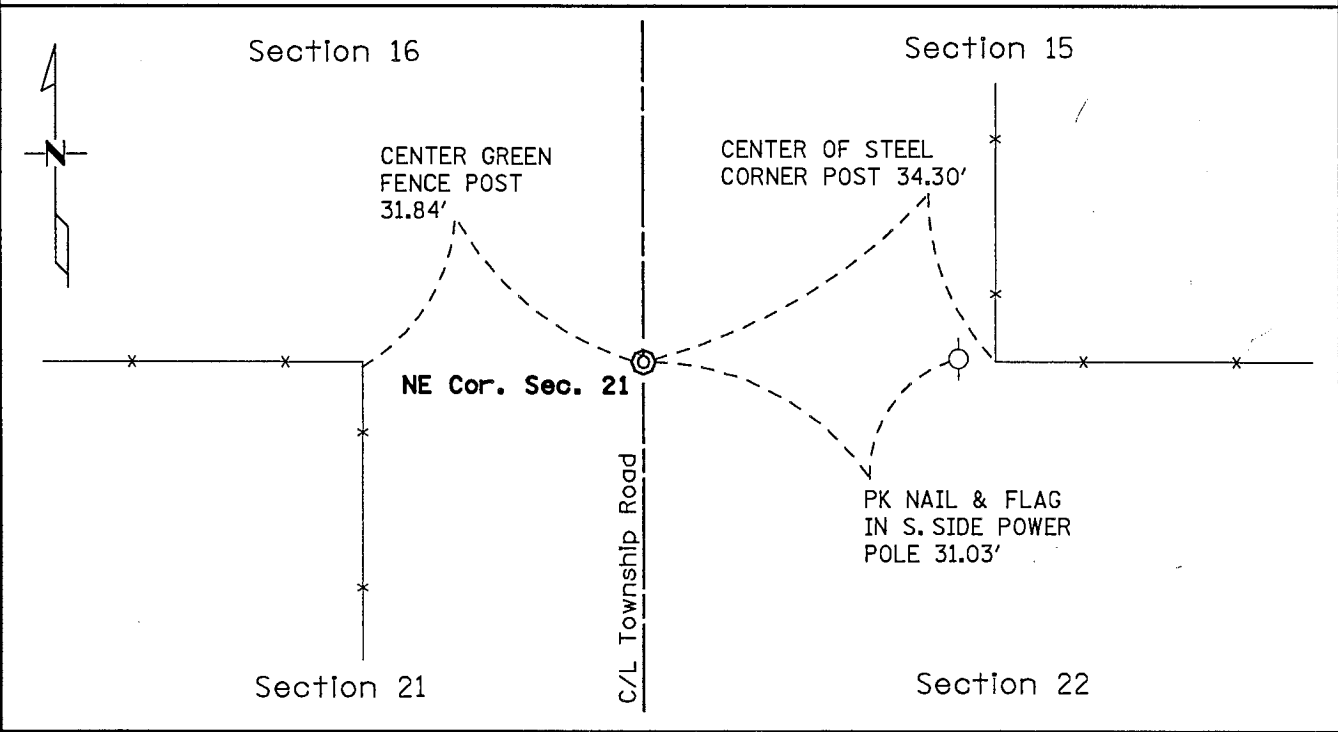 Section 16
Section 15
N
CENTER GREEN
FENCE POST
31.84'
CENTER OF STEEL
CORNER POST 34.30'
NE Cor. Sec. 21
C/L Township Road
PK NAIL & FLAG
IN S. SIDE POWER
POLE 31.03'
Section 21
Section 22